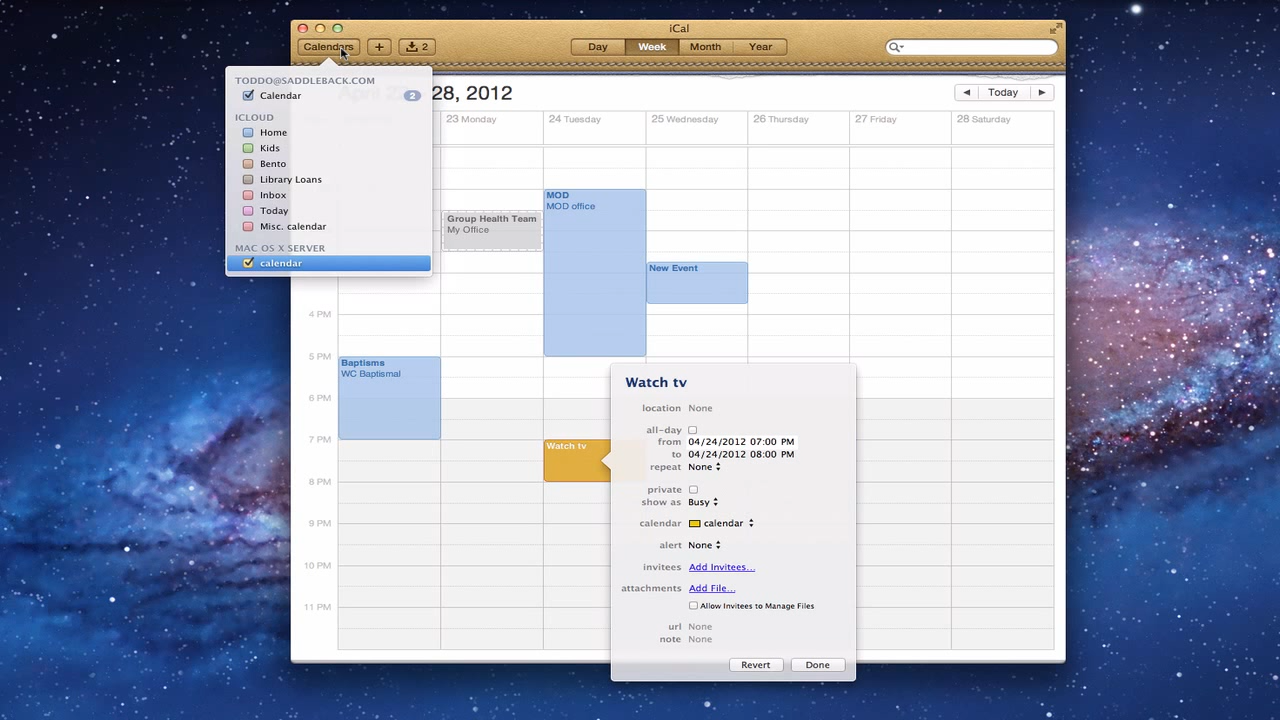 iCal
Calendars
+
2
Day
Week
Month
Year
TODDO@SADDLEBACK.COM
Calendar
2
ICLOUD
Home
Kids
Bento
Library Loans
Inbox
Today
Misc. calendar
MAC OS X SERVER
calendar
28, 2012
Today
23 Monday
24 Tuesday
25 Wednesday
26 Thursday
27 Friday
28 Saturday
MOD
MOD office
Group Health Team
My Office
New Event
4 PM
5 PM
Baptisms
WC Baptismal
6 PM
7 PM
Watch tv
8 PM
9 PM
10 PM
11 PM
Watch tv
location None
all-day
from 04/24/2012 07:00 PM
to 04/24/2012 08:00 PM
repeat None
private
show as Busy
calendar calendar
alert None
invitees Add Invitees...
attachments Add File...
Allow Invitees to Manage Files
url None
note None
Revert
Done